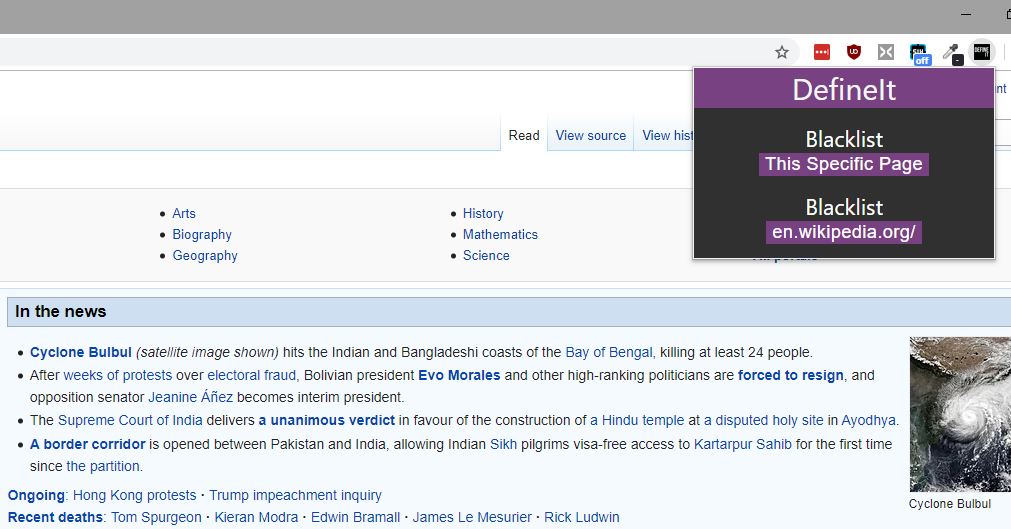 off
-
DEFINE
IT
DefineIt
nt
Read
View source
View hist
Blacklist
This Specific Page
Blacklist
en.wikipedia.org/
Arts
Biography
Geography
History
Mathematics
Science
In the news
Cyclone Bulbul (satellite image shown) hits the Indian and Bangladeshi coasts of the Bay of Bengal, killing at least 24 people.
After weeks of protests over electoral fraud, Bolivian president Evo Morales and other high-ranking politicians are forced to resign, and
opposition senator Jeanine Áñez becomes interim president.
The Supreme Court of India delivers a unanimous verdict in favour of the construction of a Hindu temple at a disputed holy site in Ayodhya.
A border corridor is opened between Pakistan and India, allowing Indian Sikh pilgrims visa-free access to Kartarpur Sahib for the first time
since the partition.
Cyclone Bulbul
Ongoing: Hong Kong protests · Trump impeachment inquiry
Recent deaths: Tom Spurgeon · Kieran Modra · Edwin Bramall · James Le Mesurier · Rick Ludwin